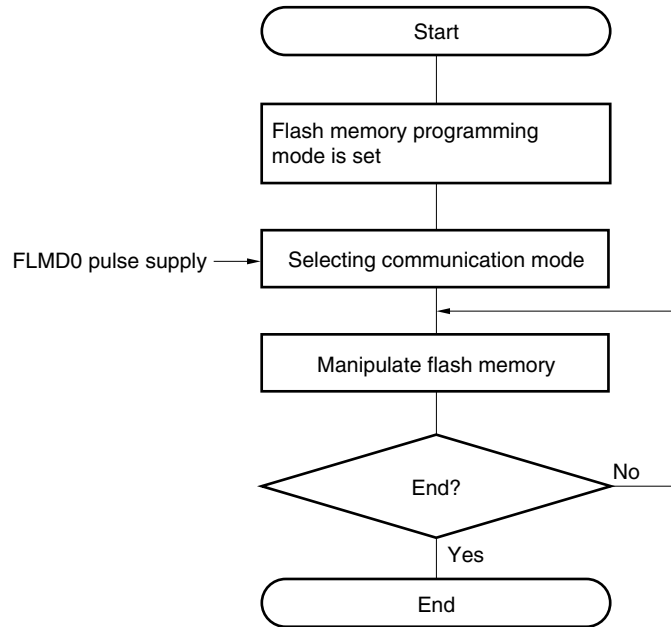 Start
Flash memory programming
mode is set
FLMD0 pulse supply
Selecting communication mode
Manipulate flash memory
End?
No
Yes
End